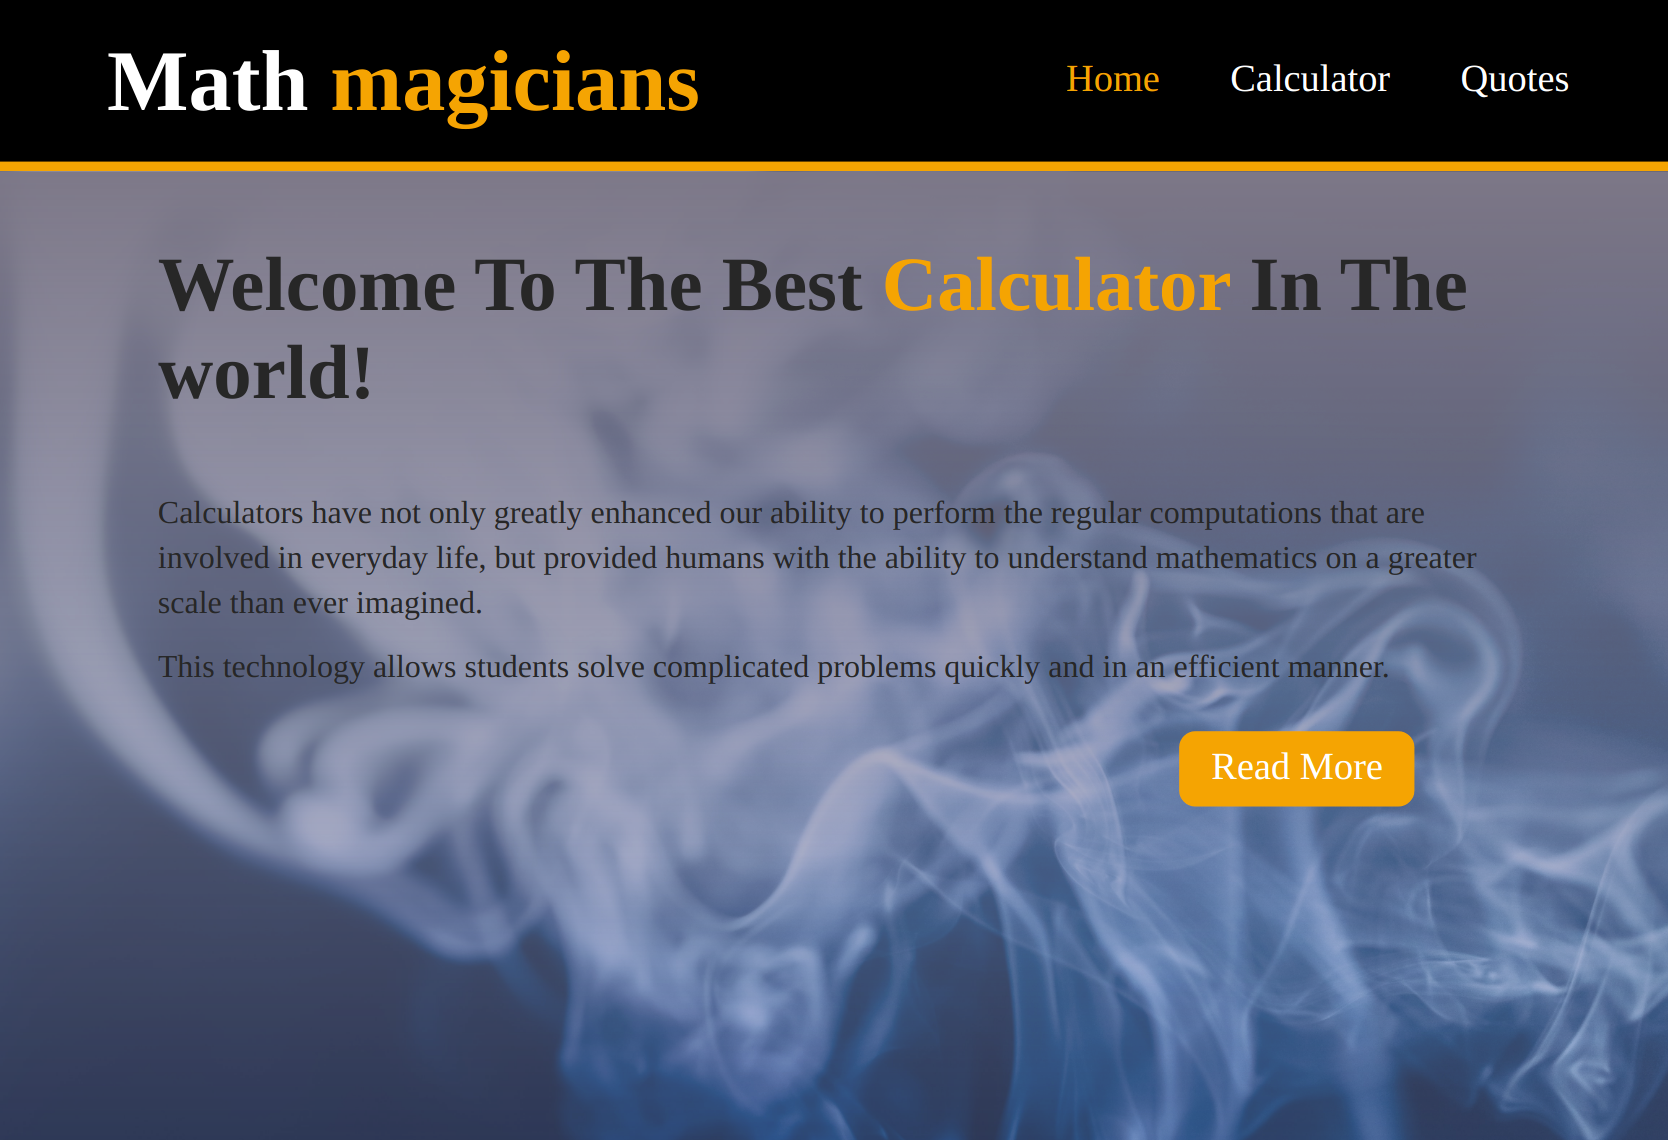 Math magicians
Home
Calculator
Quotes
Welcome To The Best Calculator In The
world!
Calculators have not only greatly enhanced our ability to perform the regular computations that are
involved in everyday life, but provided humans with the ability to understand mathematics on a greater
scale than ever imagined.
This technology allows students solve complicated problems quickly and in an efficient manner.
Read More